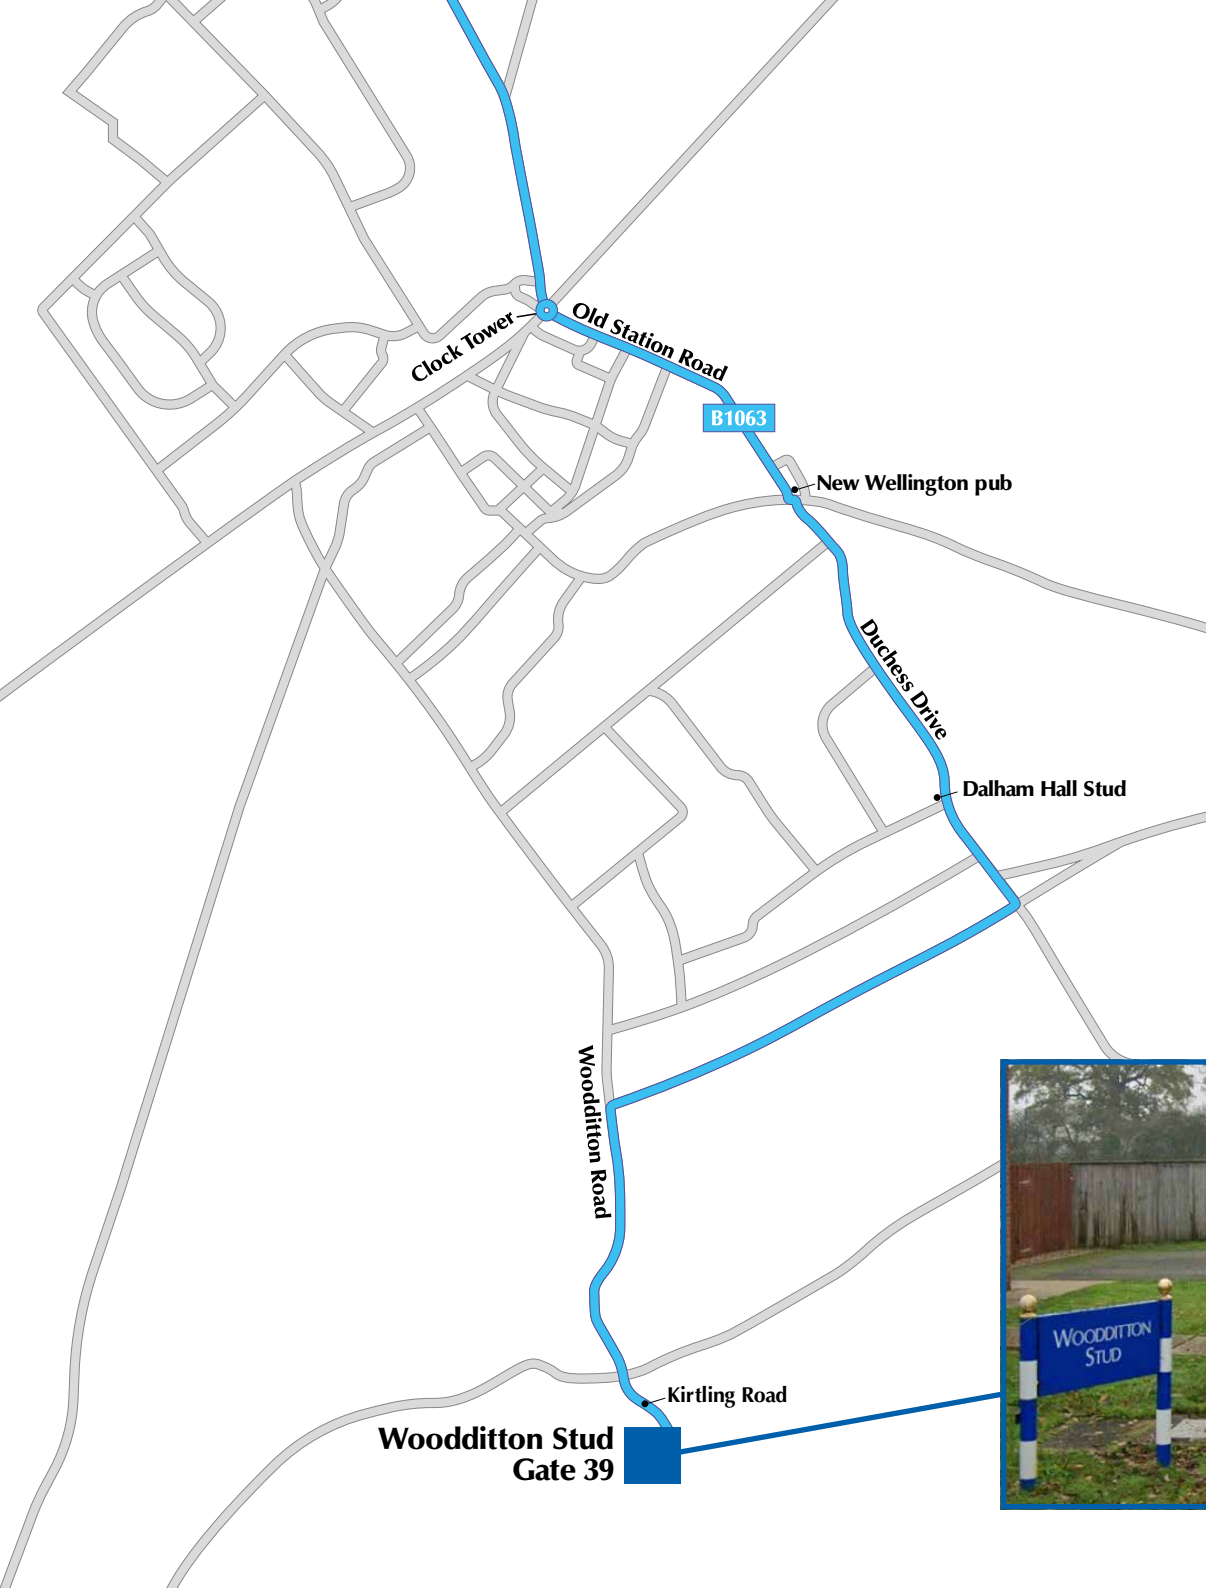 Old Station Road
Clock Tower
B1063
New Wellington pub
Duchess Drive
Dalham Hall Stud
Woodditton Road
WOODDITTON
STUD
Kirtling Road
Woodditton Stud
Gate 39